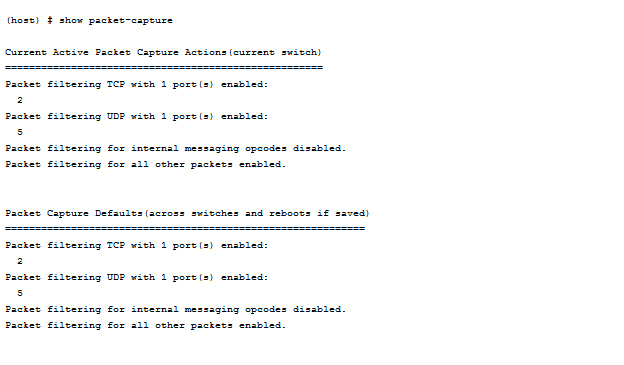 (host) # show packet-capture
Current Active Packet Capture Actions(current switch)
=====================================================
Packet filtering TCP with 1 port(s) enabled:
2
Packet filtering UDP with 1 port(s) enabled:
5
Packet filtering for internal messaging opcodes disabled.
Packet filtering for all other packets enabled.
Packet Capture Defaults(across switches and reboots if saved)
============================================================
Packet filtering TCP with 1 port(s) enabled:
2
Packet filtering UDP with 1 port(s) enabled:
5
Packet filtering for internal messaging opcodes disabled.
Packet filtering for all other packets enabled.